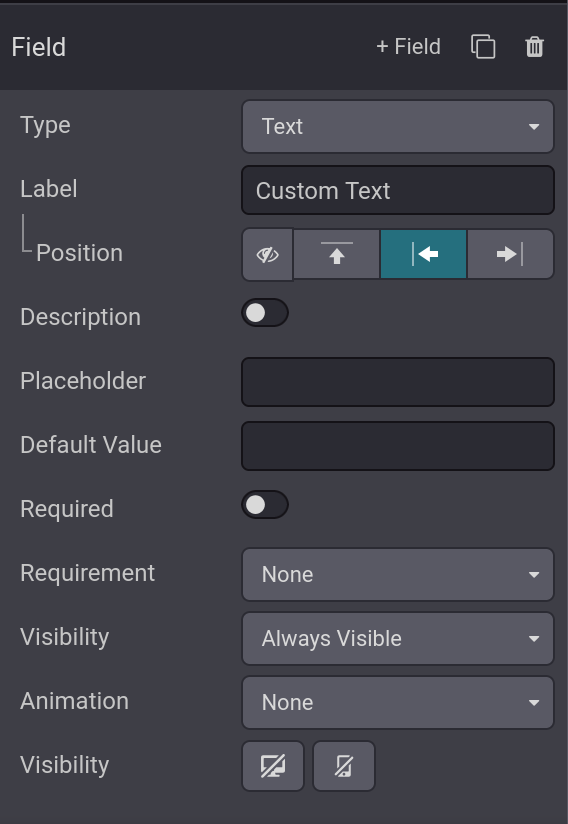 Field + Field
Type Text
Label Custom Text
Position
Description
Placeholder
Default Value
Required
Requirement None
Visibility Always Visible
Animation None
Visibility